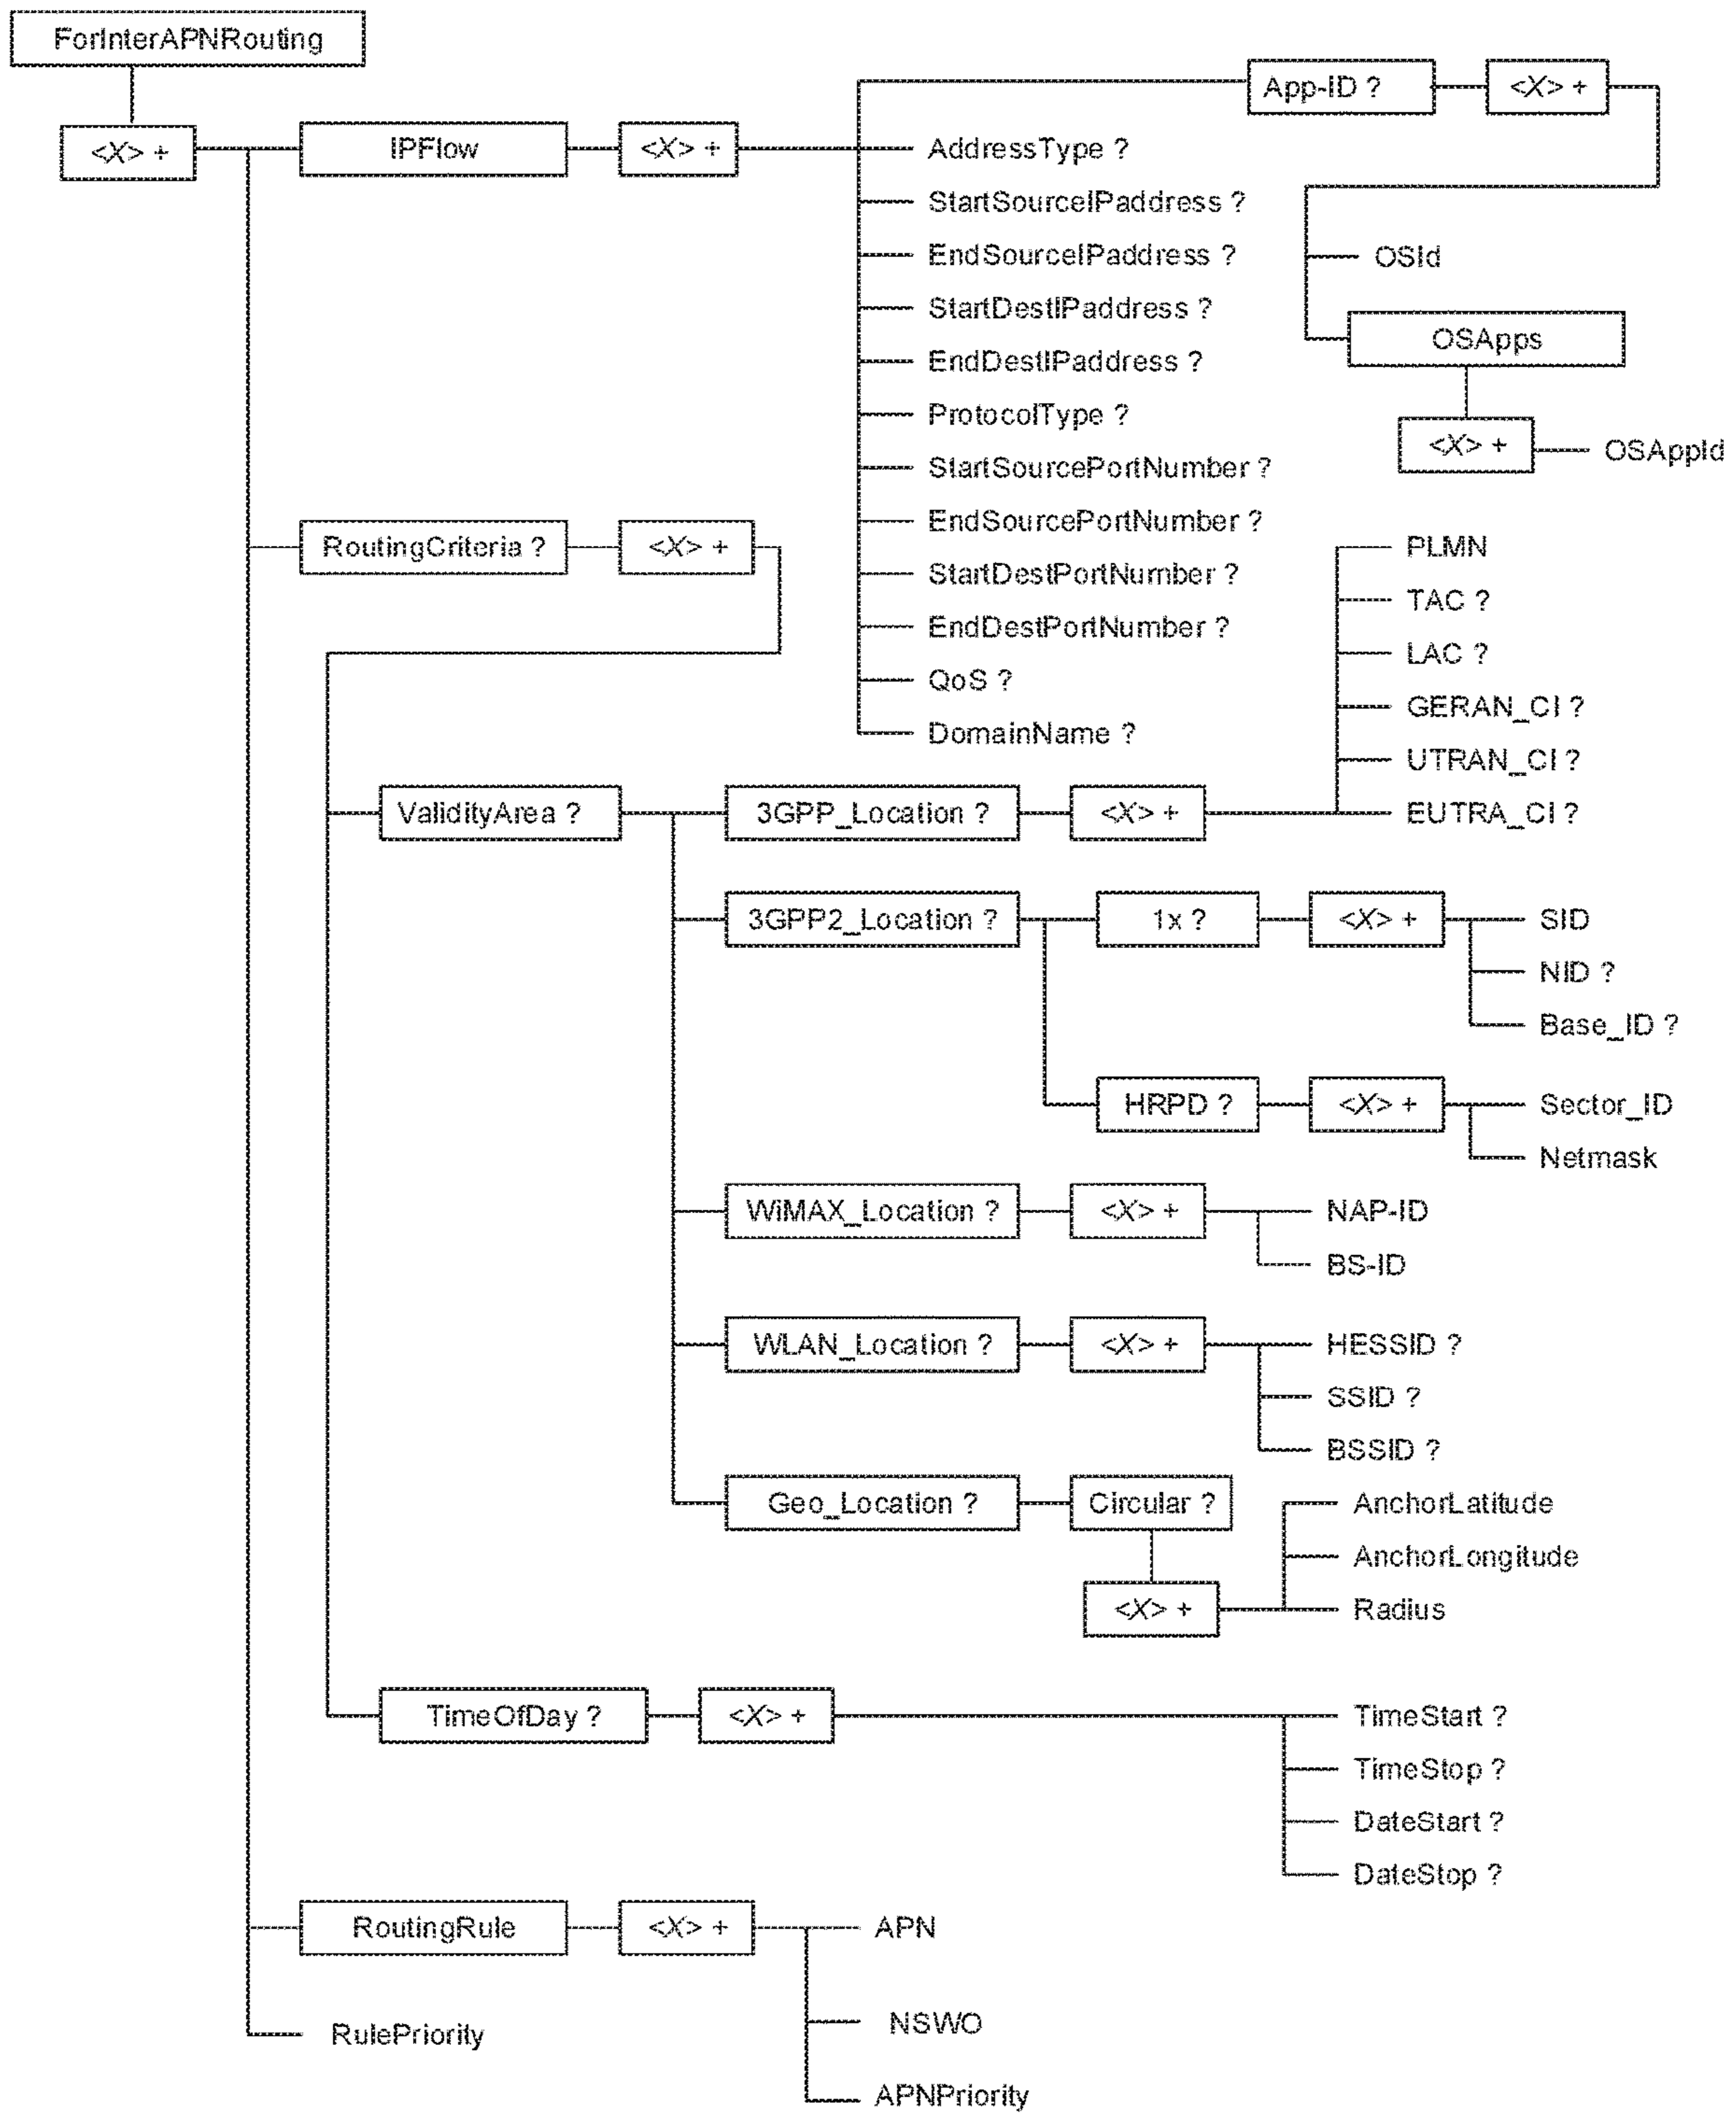 ForInterAPNRouting
<X> +
IPFlow
<X> +
App-ID ?
<X> +
OSId
OSApps
<X> +
OSAppId
AddressType ?
StartSourceIPaddress ?
EndSourceIPaddress ?
StartDestIPaddress ?
EndDestIPaddress ?
ProtocolType ?
StartSourcePortNumber ?
EndSourcePortNumber ?
StartDestPortNumber ?
EndDestPortNumber ?
QoS ?
DomainName ?
RoutingCriteria ?
<X> +
ValidityArea ?
3GPP_Location ?
<X> +
PLMN
TAC ?
LAC ?
GERAN_CI ?
UTRAN_CI ?
EUTRA_CI ?
3GPP2_Location ?
1x ?
<X> +
SID
NID ?
Base_ID ?
HRPD ?
<X> +
Sector_ID
Netmask
WiMAX_Location ?
<X> +
NAP-ID
BS-ID
WLAN_Location ?
<X> +
HESSID ?
SSID ?
BSSID ?
Geo_Location ?
Circular ?
<X> +
AnchorLatitude
AnchorLongitude
Radius
TimeOfDay ?
<X> +
TimeStart ?
TimeStop ?
DateStart ?
DateStop ?
RoutingRule
<X> +
APN
NSWO
APNPriority
RulePriority